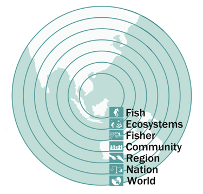 Fish
Ecosystems
Fisher
Community
Region
Nation
World